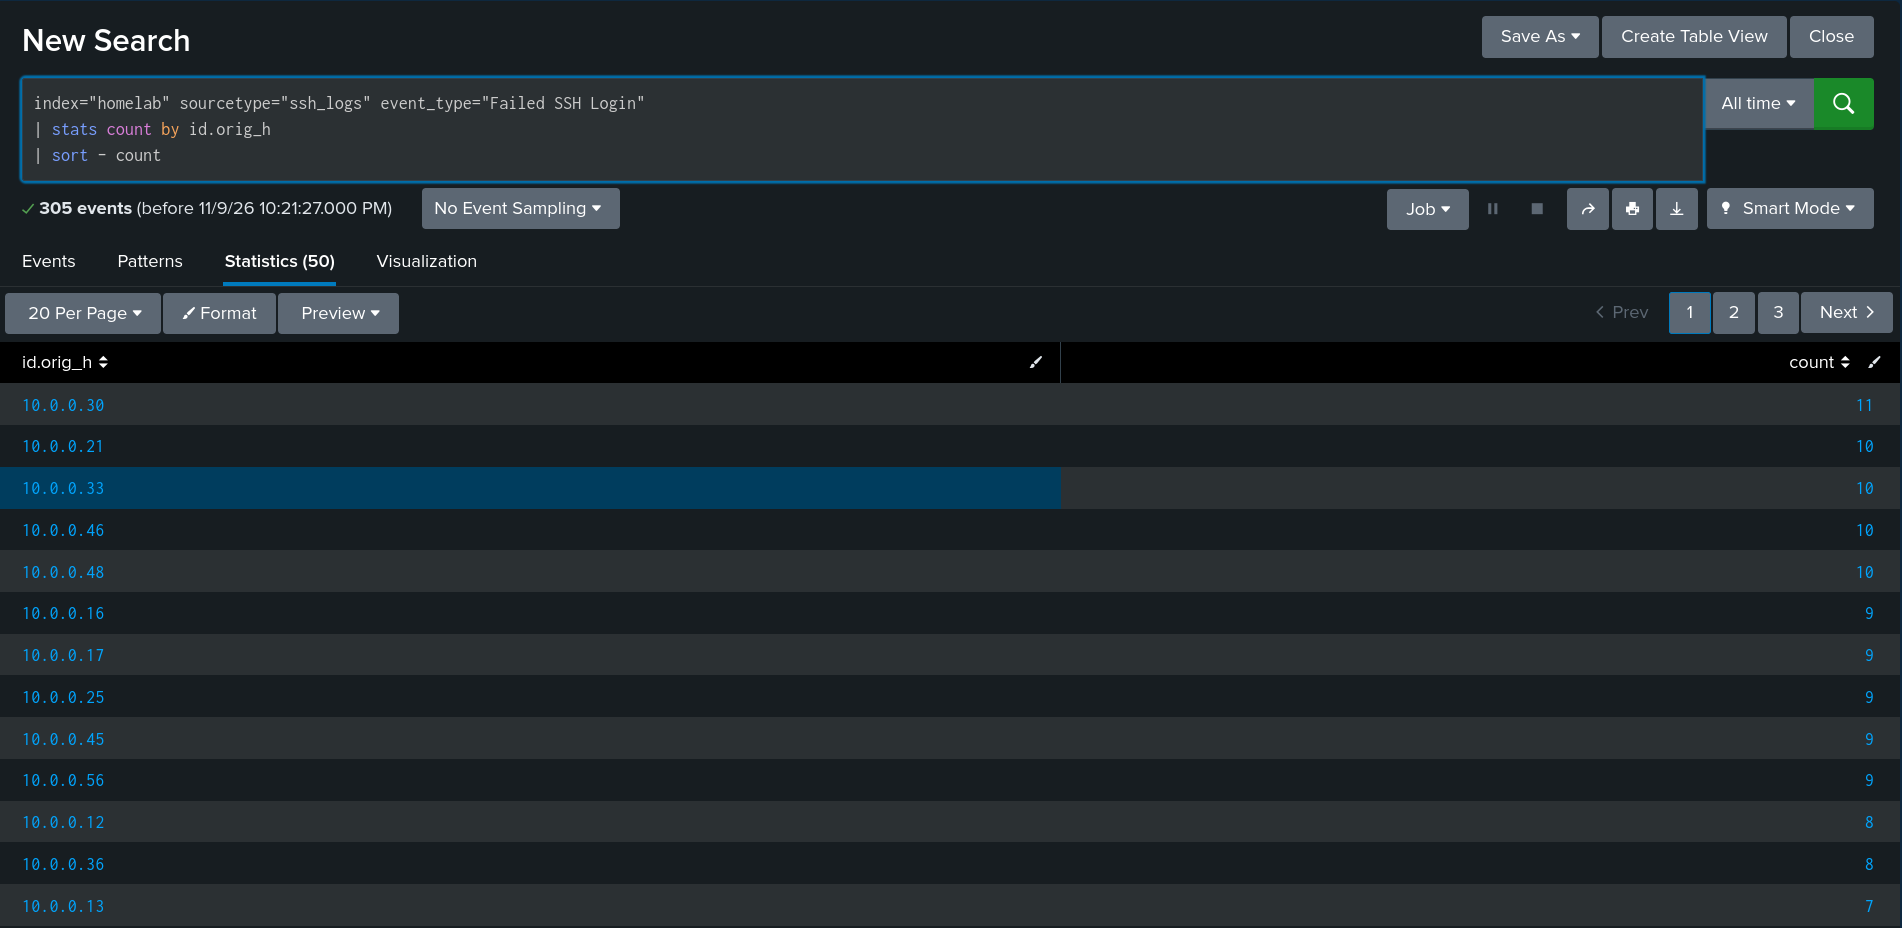 New Search
Save As
Create Table View
Close
index="homelab" sourcetype="ssh_logs" event_type="Failed SSH Login"
| stats count by id.orig_h
| sort - count
All time
305 events (before 11/9/26 10:21:27.000 PM)
No Event Sampling
Job
Smart Mode
Events
Patterns
Statistics (50)
Visualization
20 Per Page
Format
Preview
Prev
1
2
3
Next
id.orig_h count
10.0.0.30 11
10.0.0.21 10
10.0.0.33 10
10.0.0.46 10
10.0.0.48 10
10.0.0.16 9
10.0.0.17 9
10.0.0.25 9
10.0.0.45 9
10.0.0.56 9
10.0.0.12 8
10.0.0.36 8
10.0.0.13 7